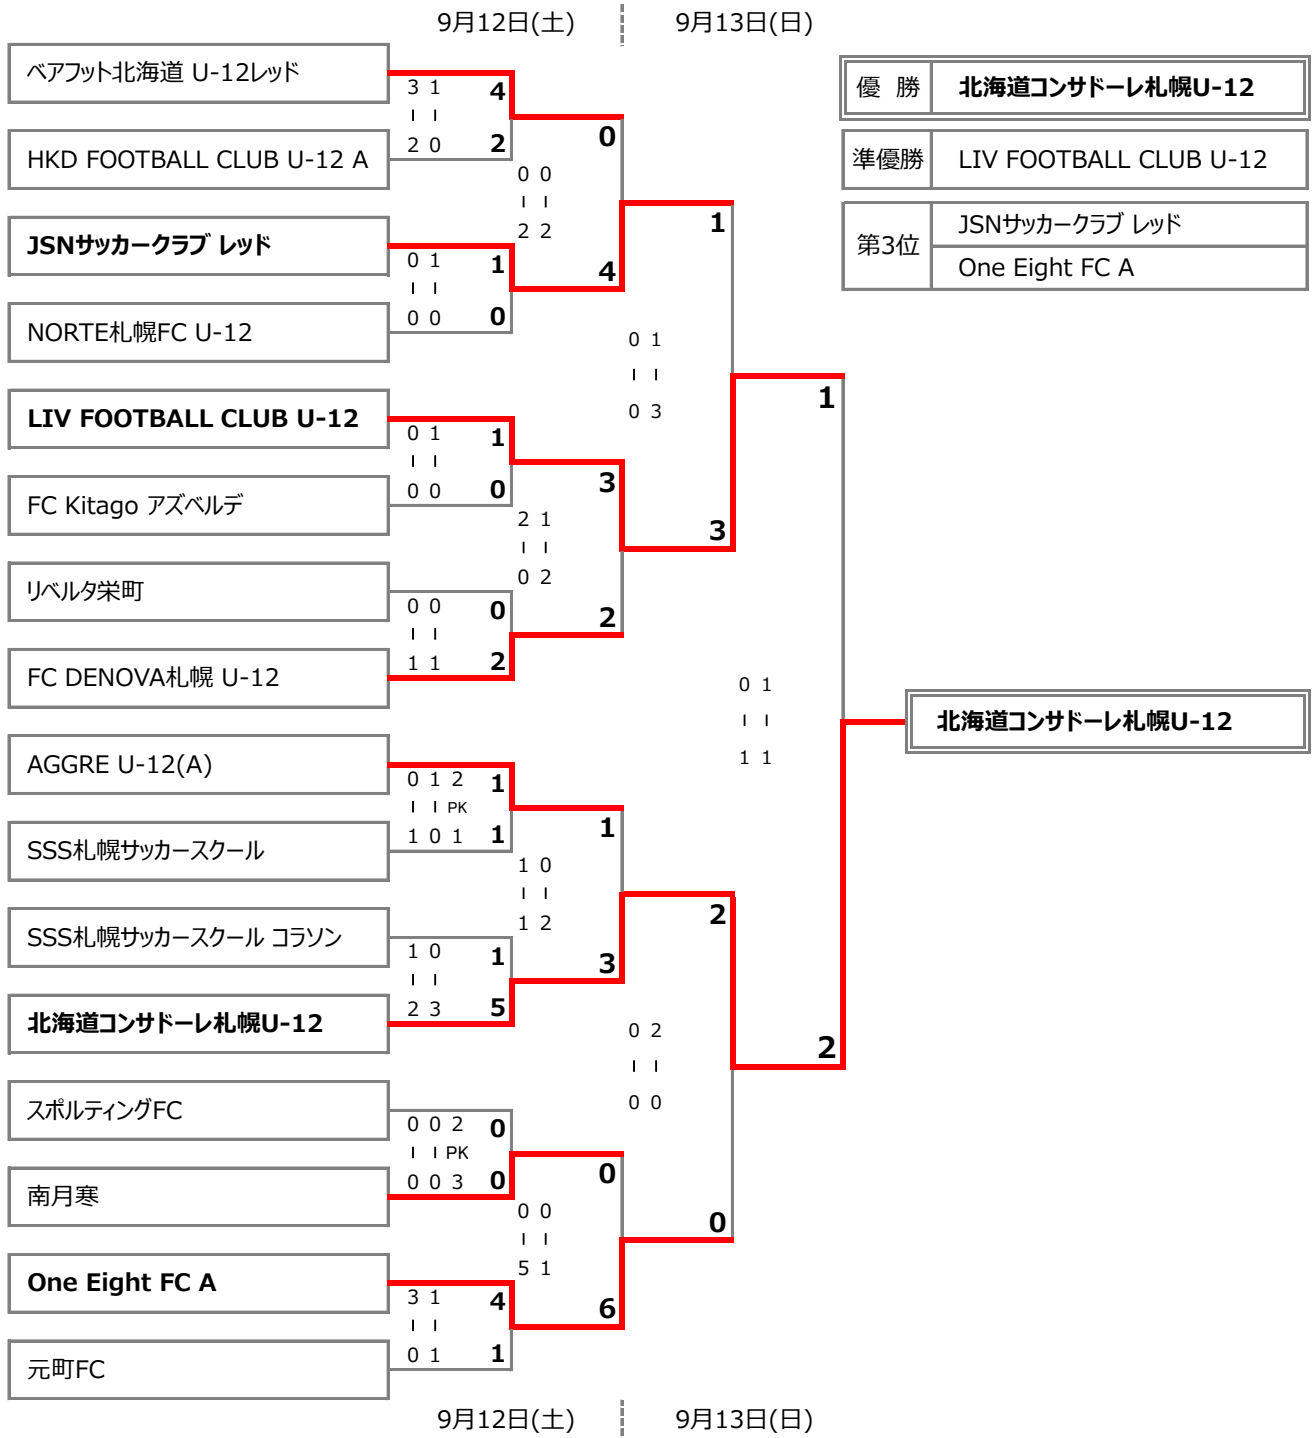 9月12日(土) 9月13日(日)
ベアフット北海道 U-12レッド
3 1 4
2 0 2
HKD FOOTBALL CLUB U-12 A
0 0 0
2 2 4
JSNサッカークラブ レッド
0 1 1
0 0 0
NORTE札幌FC U-12
0 1 1
0 3 3
LIV FOOTBALL CLUB U-12
0 1 1
0 0 0
FC Kitago アズベルデ
2 1 3
0 2 2
リベルタ栄町
0 0 0
1 1 2
FC DENOVA札幌 U-12
0 1 1
1 1 2
AGGRE U-12(A)
0 1 2 1
PK
1 0 1 1
SSS札幌サッカースクール
1 0 1
1 2 3
SSS札幌サッカースクール コラソン
1 0 1
2 3 5
北海道コンサドーレ札幌U-12
0 2 2
0 0 0
スポルティングFC
0 0 2 0
PK
0 0 3 0
南月寒
0 0 0
5 1 6
One Eight FC A
3 1 4
0 1 1
元町FC
優 勝 北海道コンサドーレ札幌U-12
準優勝 LIV FOOTBALL CLUB U-12
第3位 JSNサッカークラブ レッド
One Eight FC A
北海道コンサドーレ札幌U-12
9月12日(土) 9月13日(日)